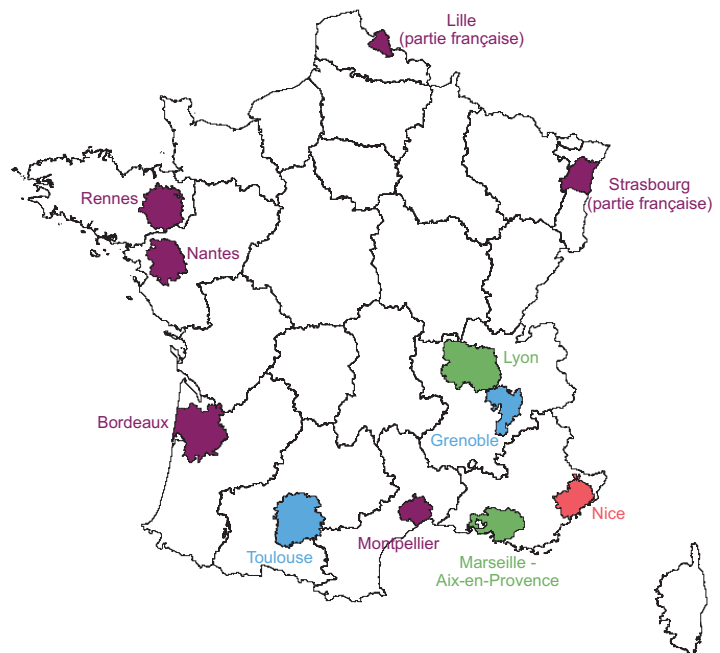 Lille
(partie française)
Strasbourg
(partie française)
Rennes
Nantes
Lyon
Bordeaux
Grenoble
Nice
Montpellier
Toulouse
Marseille -
Aix-en-Provence